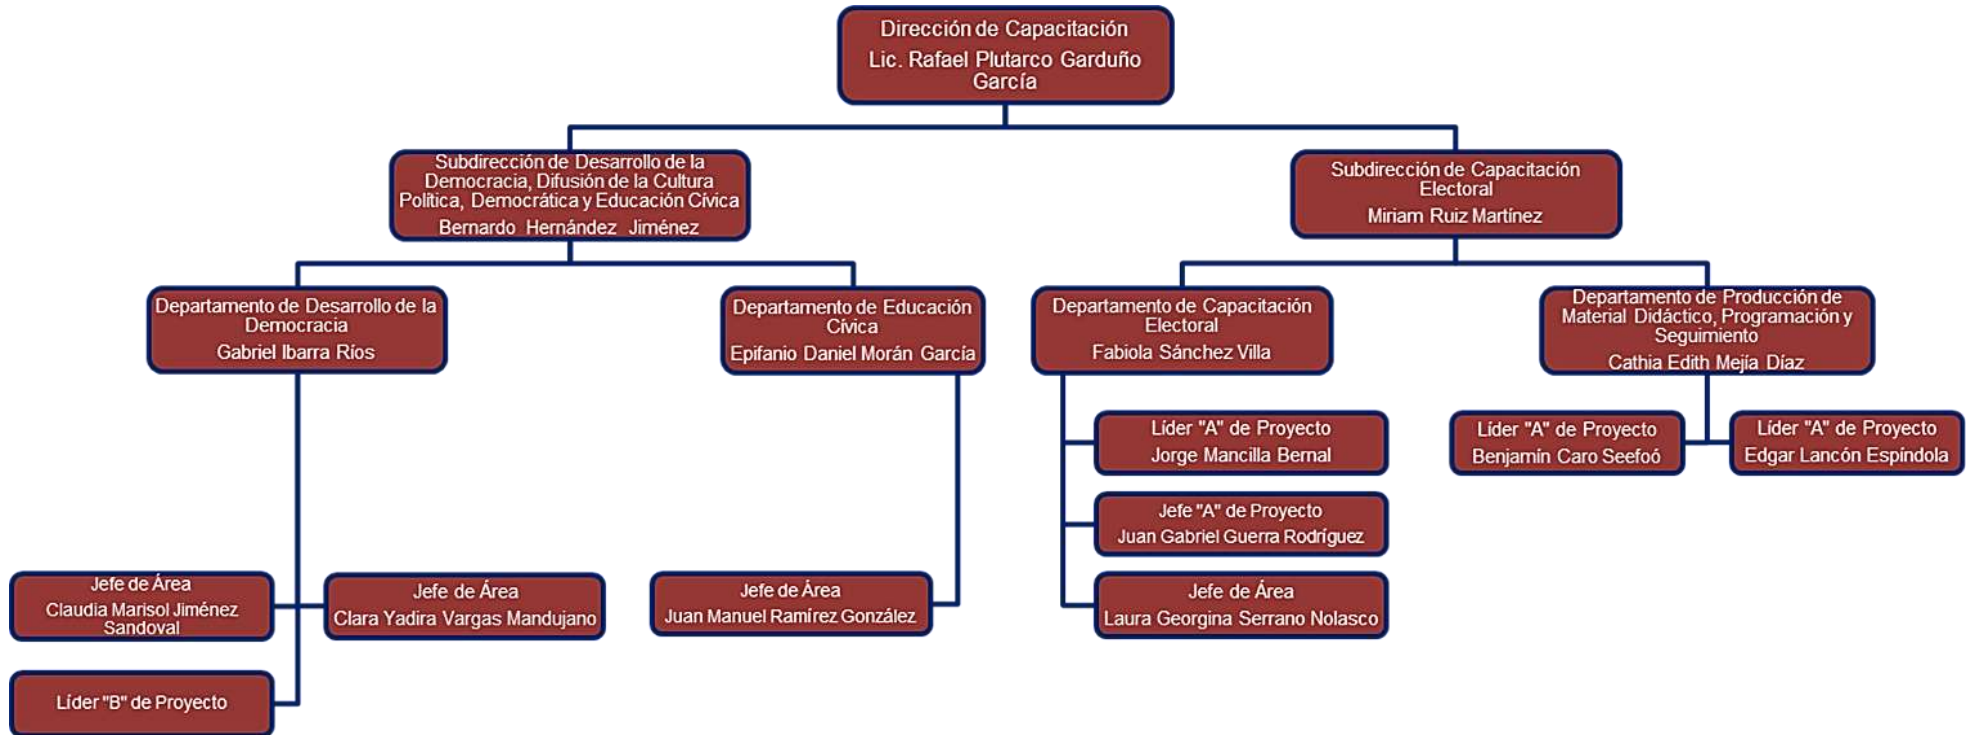 Dirección de Capacitación
Lic. Rafael Plutarco Garduño
García
Subdirección de Desarrollo de la
Democracia, Difusión de la Cultura
Política, Democrática y Educación Cívica
Bernardo Hernández Jiménez
Subdirección de Capacitación
Electoral
Miriam Ruiz Martínez
Departamento de Desarrollo de la
Democracia
Gabriel Ibarra Ríos
Departamento de Educación
Cívica
Epifanio Daniel Morán García
Departamento de Capacitación
Electoral
Fabiola Sánchez Villa
Departamento de Producción de
Material Didáctico, Programación y
Seguimiento
Cathia Edith Mejía Díaz
Líder "A" de Proyecto
Jorge Mancilla Bernal
Líder "A" de Proyecto
Benjamín Caro Seefoó
Líder "A" de Proyecto
Edgar Lancón Espíndola
Jefe "A" de Proyecto
Juan Gabriel Guerra Rodríguez
Jefe de Área
Claudia Marisol Jiménez
Sandoval
Jefe de Área
Clara Yadira Vargas Mandujano
Jefe de Área
Juan Manuel Ramírez González
Jefe de Área
Laura Georgina Serrano Nolasco
Líder "B" de Proyecto